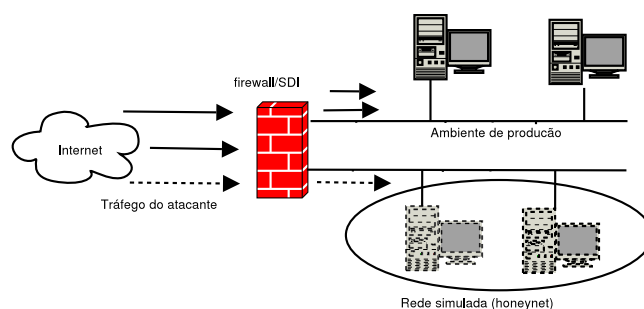 firewall/SDI
Internet
Ambiente de producão
Tráfego do atacante
Rede simulada (honeynet)